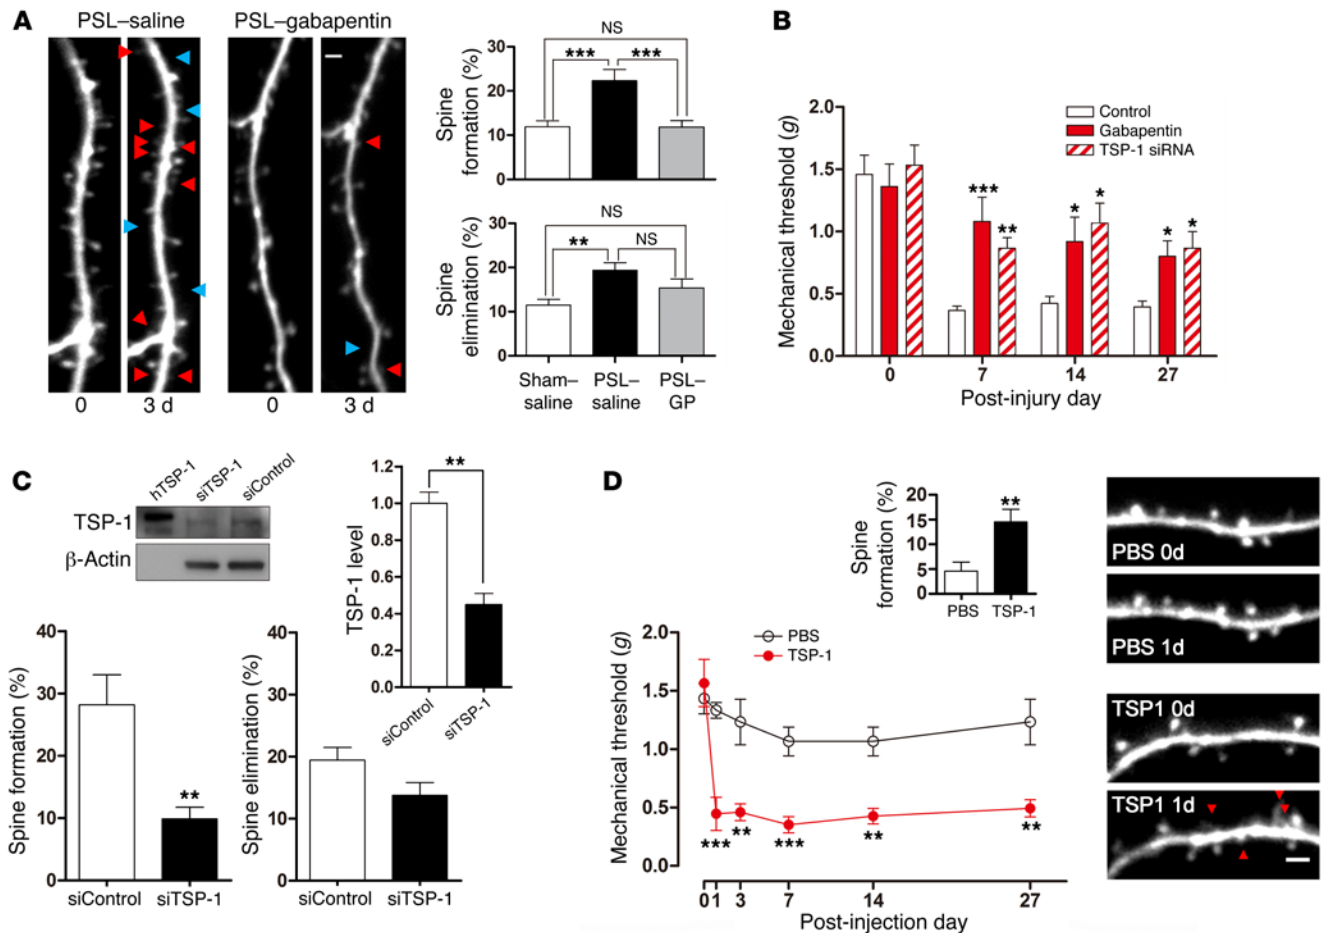 A
PSL–saline
PSL–gabapentin
0
3 d
0
3 d
Spine
formation (%)
30
20
10
0
NS
***
***
Spine
elimination (%)
30
20
10
0
NS
**
NS
Sham–
saline
PSL–
saline
PSL–
GP
B
Mechanical threshold (g)
2.0
1.5
1.0
0.5
0.0
Control
Gabapentin
TSP-1 siRNA
***
**
*
*
*
*
0
7
14
27
Post-injury day
C
hTSP-1
siTSP-1
siControl
TSP-1
β-Actin
TSP-1 level
1.2
1.0
0.8
0.6
0.4
0.2
0.0
**
siControl
siTSP-1
Spine formation (%)
40
30
20
10
0
**
siControl
siTSP-1
Spine elimination (%)
40
30
20
10
0
siControl
siTSP-1
D
Spine
formation (%)
20
15
10
5
0
**
PBS
TSP-1
Mechanical threshold (g)
2.0
1.5
1.0
0.5
0.0
PBS
TSP-1
***
**
***
**
**
0
1
3
7
14
27
Post-injection day
PBS 0d
PBS 1d
TSP1 0d
TSP1 1d